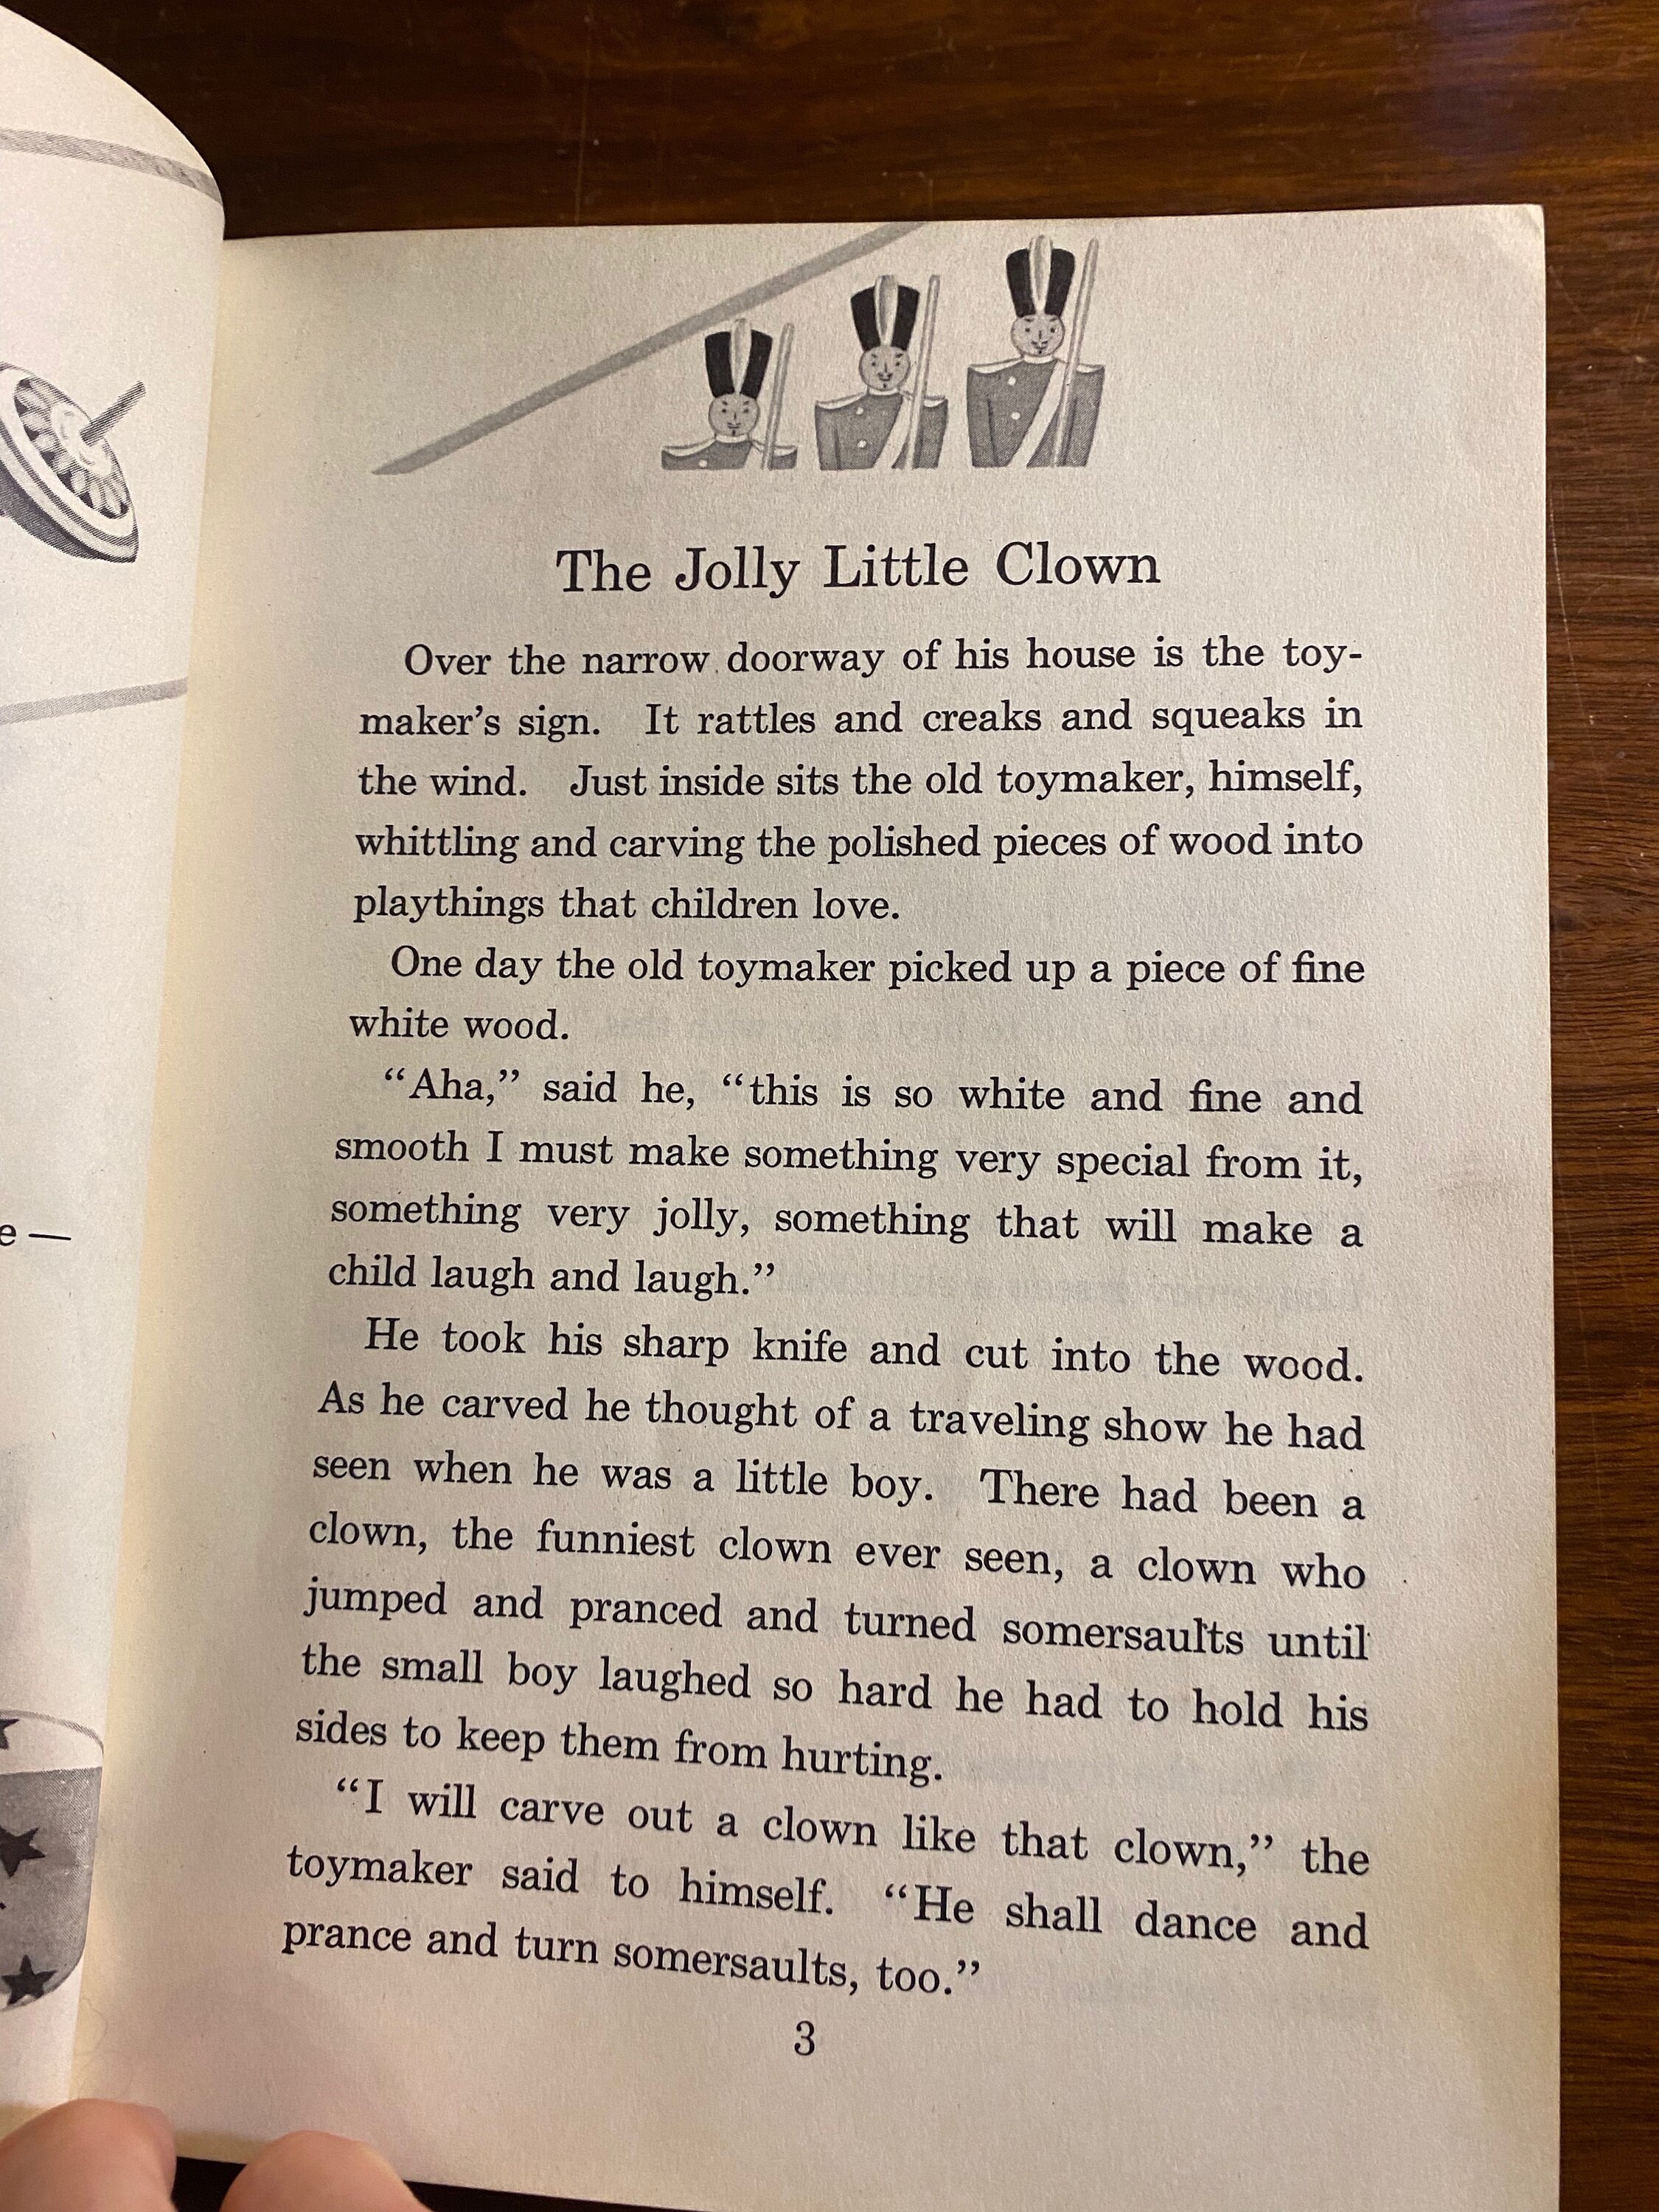 e —
The Jolly Little Clown
Over the narrow doorway of his house is the toy-
maker's sign. It rattles and creaks and squeaks in
the wind. Just inside sits the old toymaker, himself,
whittling and carving the polished pieces of wood into
playthings that children love.
One day the old toymaker picked up a piece of fine
white wood.
“Aha,” said he, “this is so white and fine and
smooth I must make something very special from it,
something very jolly, something that will make a
child laugh and laugh.”
He took his sharp knife and cut into the wood.
As he carved he thought of a traveling show he had
seen when he was a little boy. There had been a
clown, the funniest clown ever seen, a clown who
jumped and pranced and turned somersaults until
the small boy laughed so hard he had to hold his
sides to keep them from hurting.
“I will carve out a clown like that clown,” the
toymaker said to himself. “He shall dance and
prance and turn somersaults, too.”
3